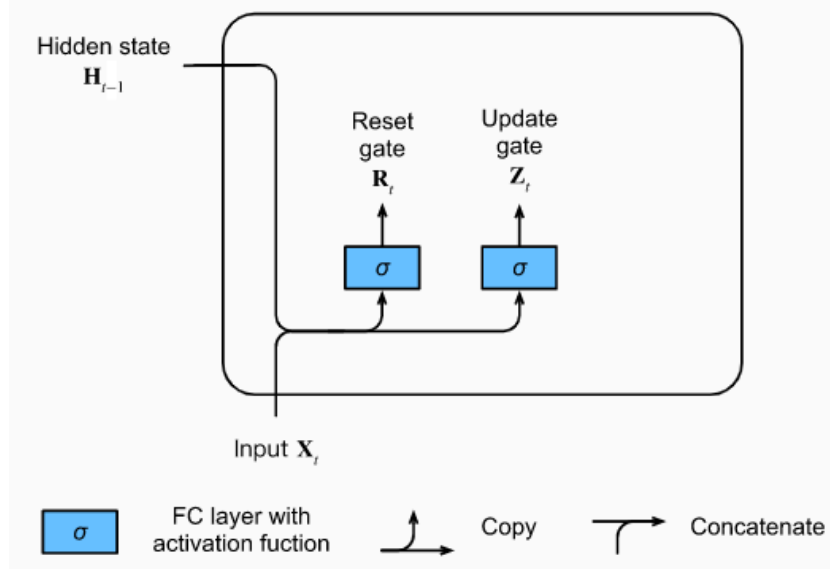 Hidden state
H_{t-1}
Reset
gate
R_t
Update
gate
Z_t
σ
σ
Input X_t
σ
FC layer with
activation fuction
Copy
Concatenate